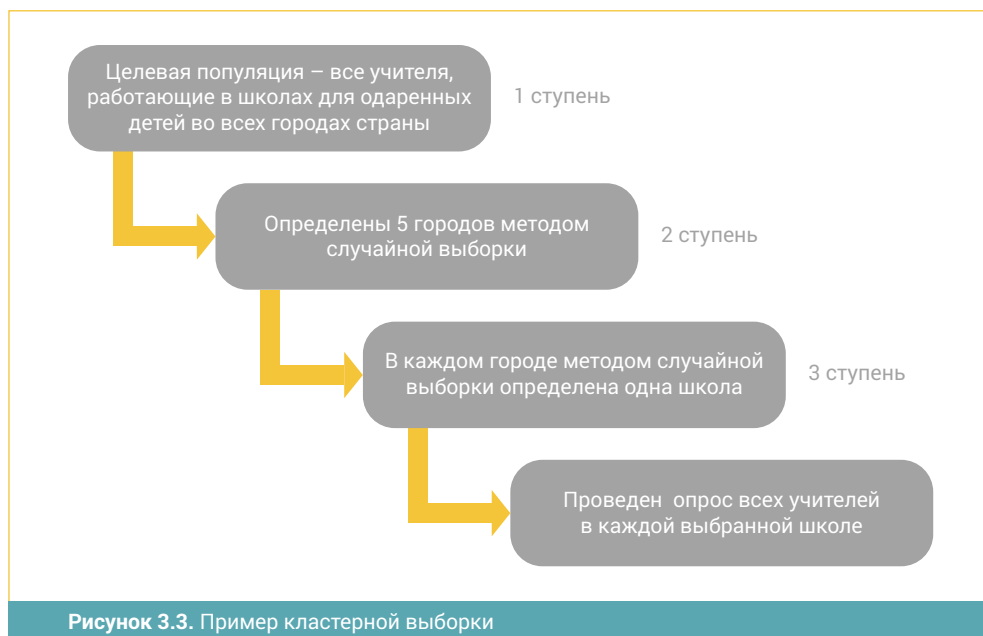 Целевая популяция – все учителя,
работающие в школах для одаренных
детей во всех городах страны
1 ступень
Определены 5 городов методом
случайной выборки
2 ступень
В каждом городе методом случайной
выборки определена одна школа
3 ступень
Проведен опрос всех учителей
в каждой выбранной школе
Рисунок 3.3. Пример кластерной выборки